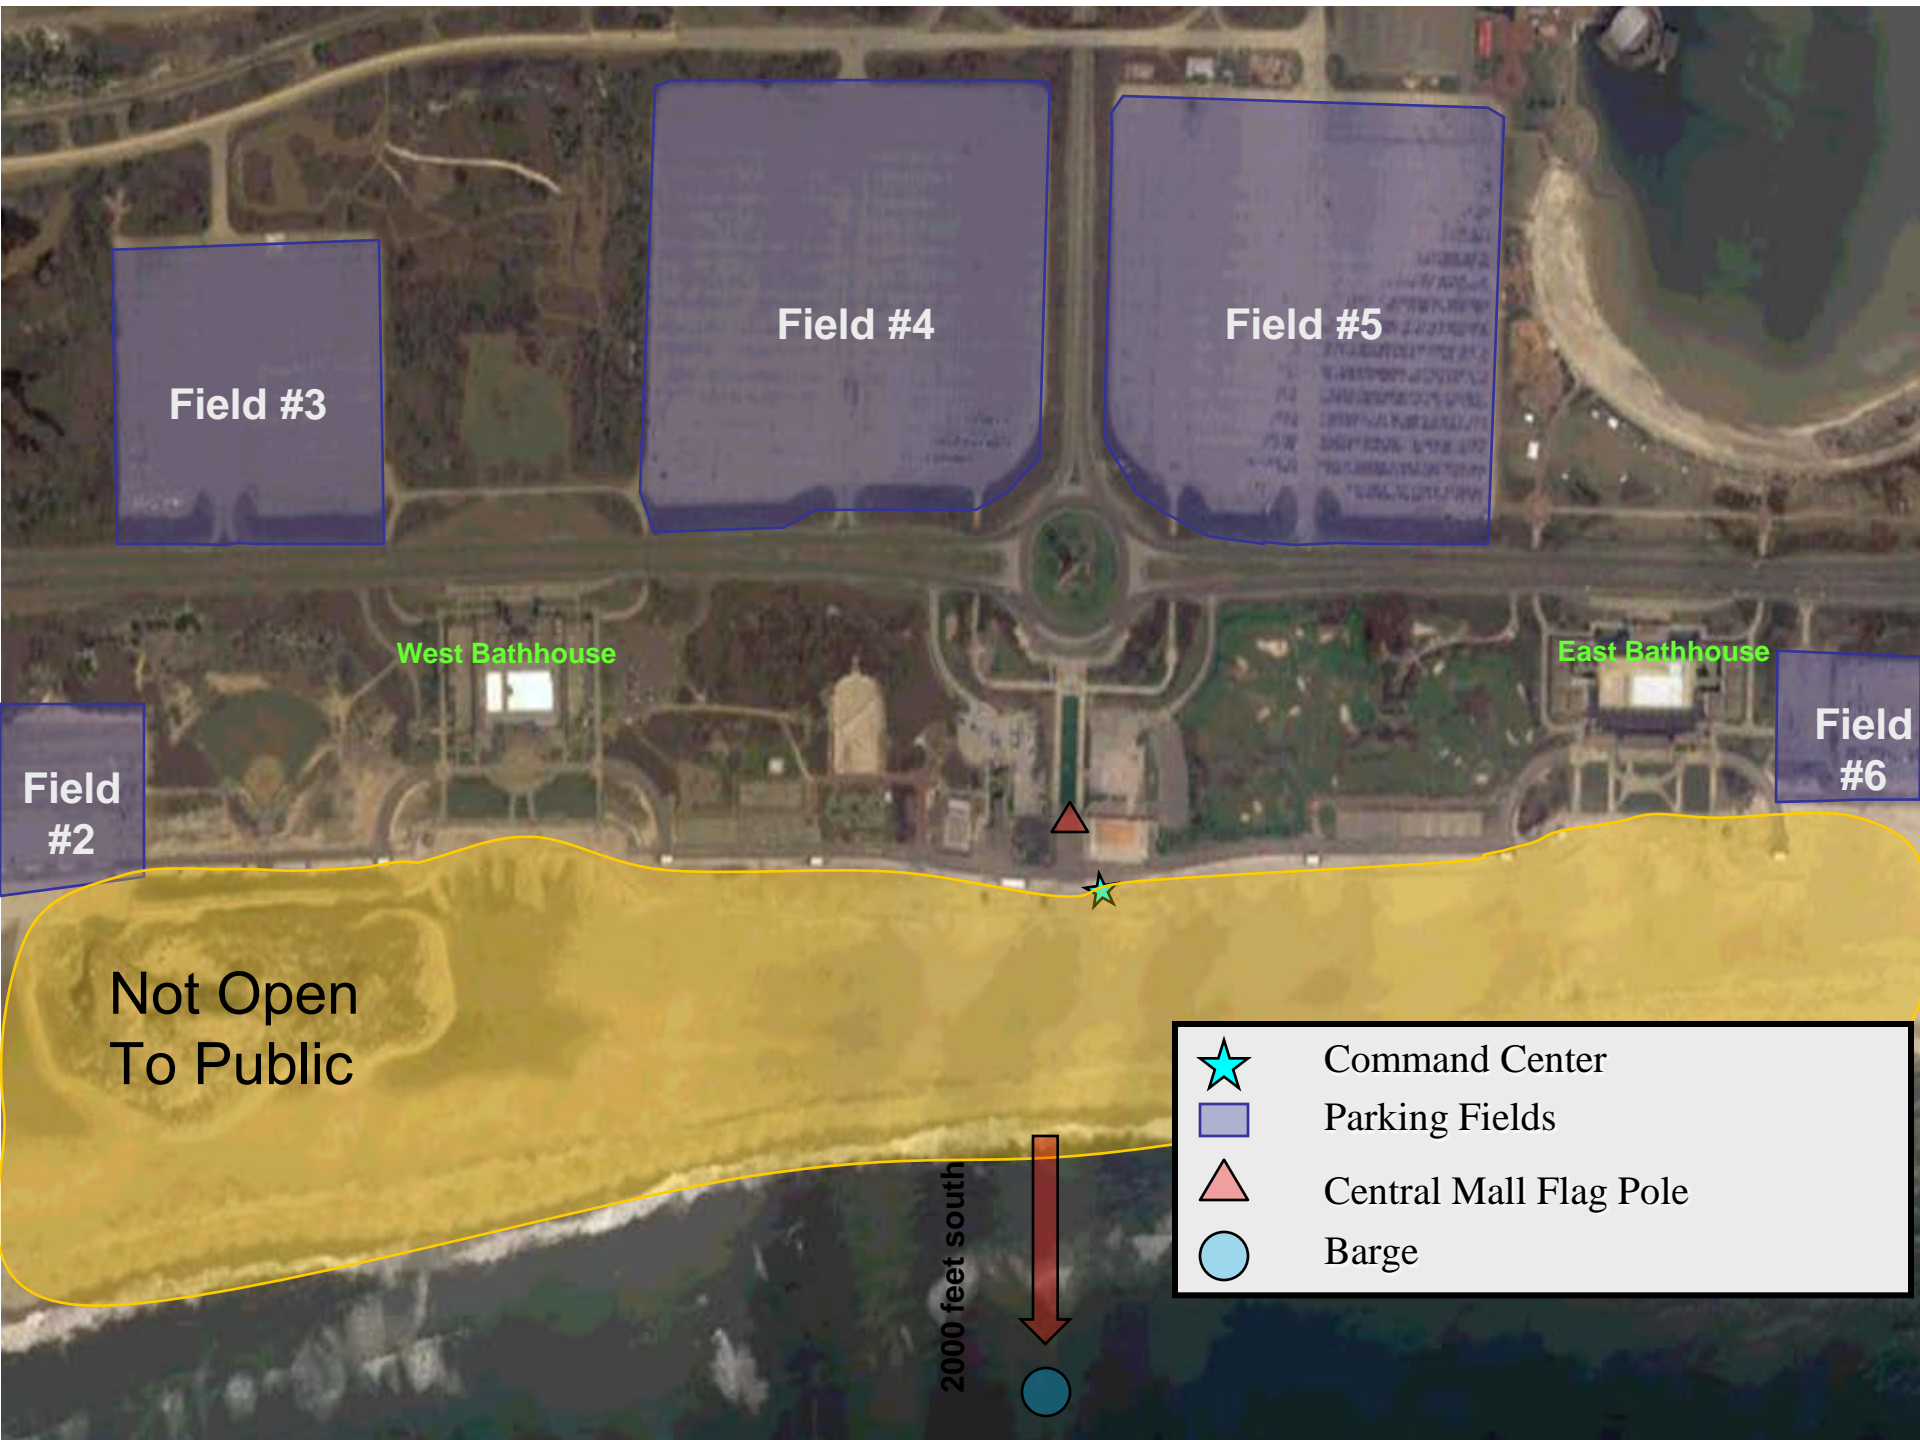 Field #4
Field #5
Field #3
West Bathhouse
East Bathhouse
Field
#6
Field
#2
Not Open
To Public
Command Center
Parking Fields
Central Mall Flag Pole
Barge
2000 feet south